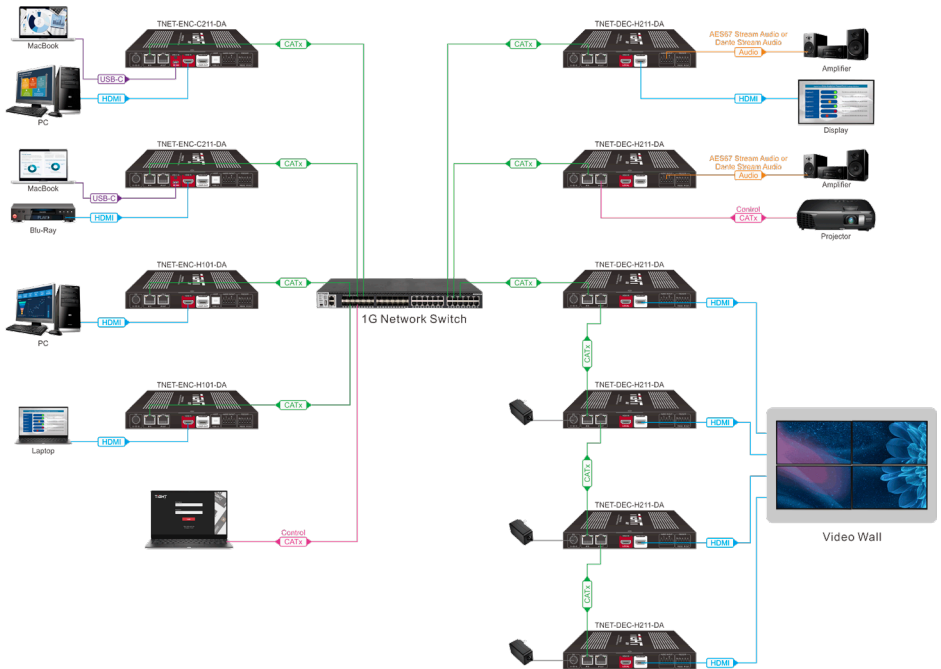 TNET-ENC-C211-DA
MacBook
USB-C
PC
HDMI
CATx
TNET-ENC-C211-DA
MacBook
USB-C
Blu-Ray
HDMI
CATx
TNET-ENC-H101-DA
PC
HDMI
CATx
TNET-ENC-H101-DA
Laptop
HDMI
CATx
Control
CATx
1G Network Switch
TNET-DEC-H211-DA
CATx
AES67 Stream Audio or
Dante Stream Audio
Audio
Amplifier
HDMI
Display
TNET-DEC-H211-DA
CATx
AES67 Stream Audio or
Dante Stream Audio
Audio
Amplifier
Control
CATx
Projector
TNET-DEC-H211-DA
CATx
HDMI
CATx
TNET-DEC-H211-DA
HDMI
CATx
TNET-DEC-H211-DA
HDMI
CATx
TNET-DEC-H211-DA
HDMI
Video Wall